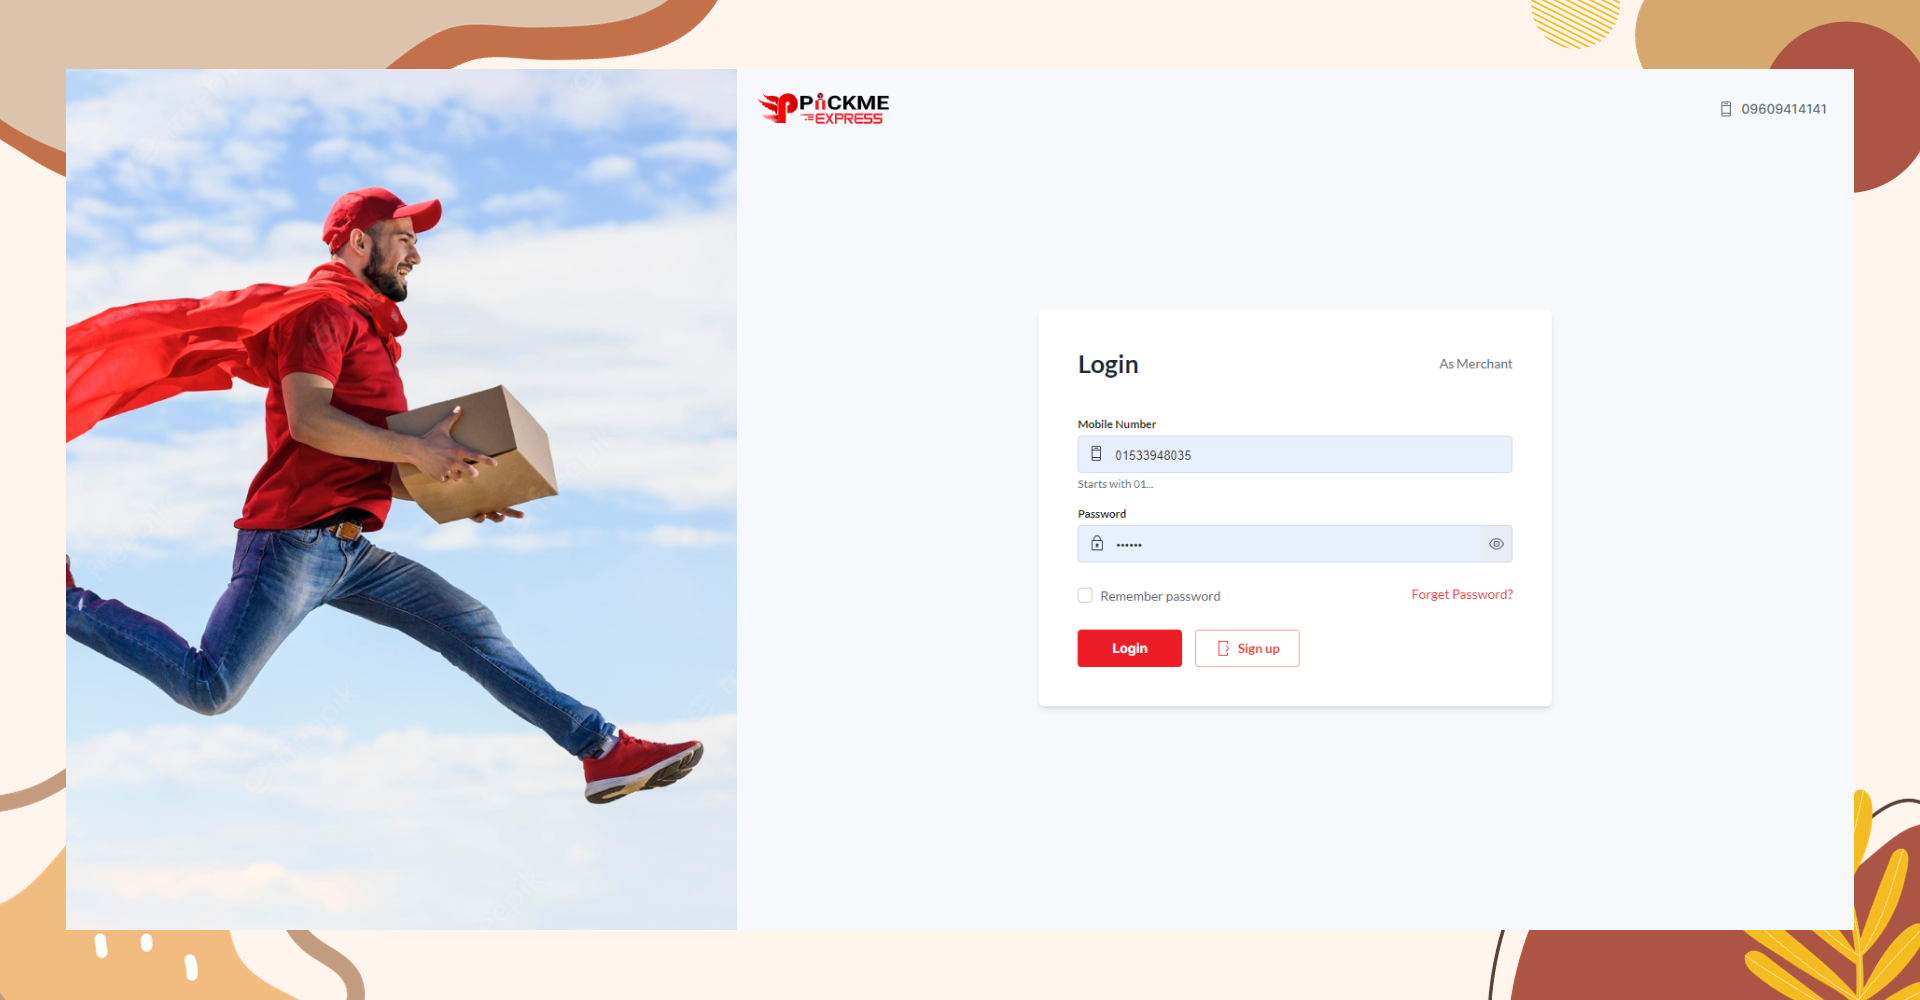 PiiCKME
EXPRESS
09609414141
Login
As Merchant
Mobile Number
01533948035
Starts with 01...
Password
••••••
Remember password
Forget Password?
Login
Sign up